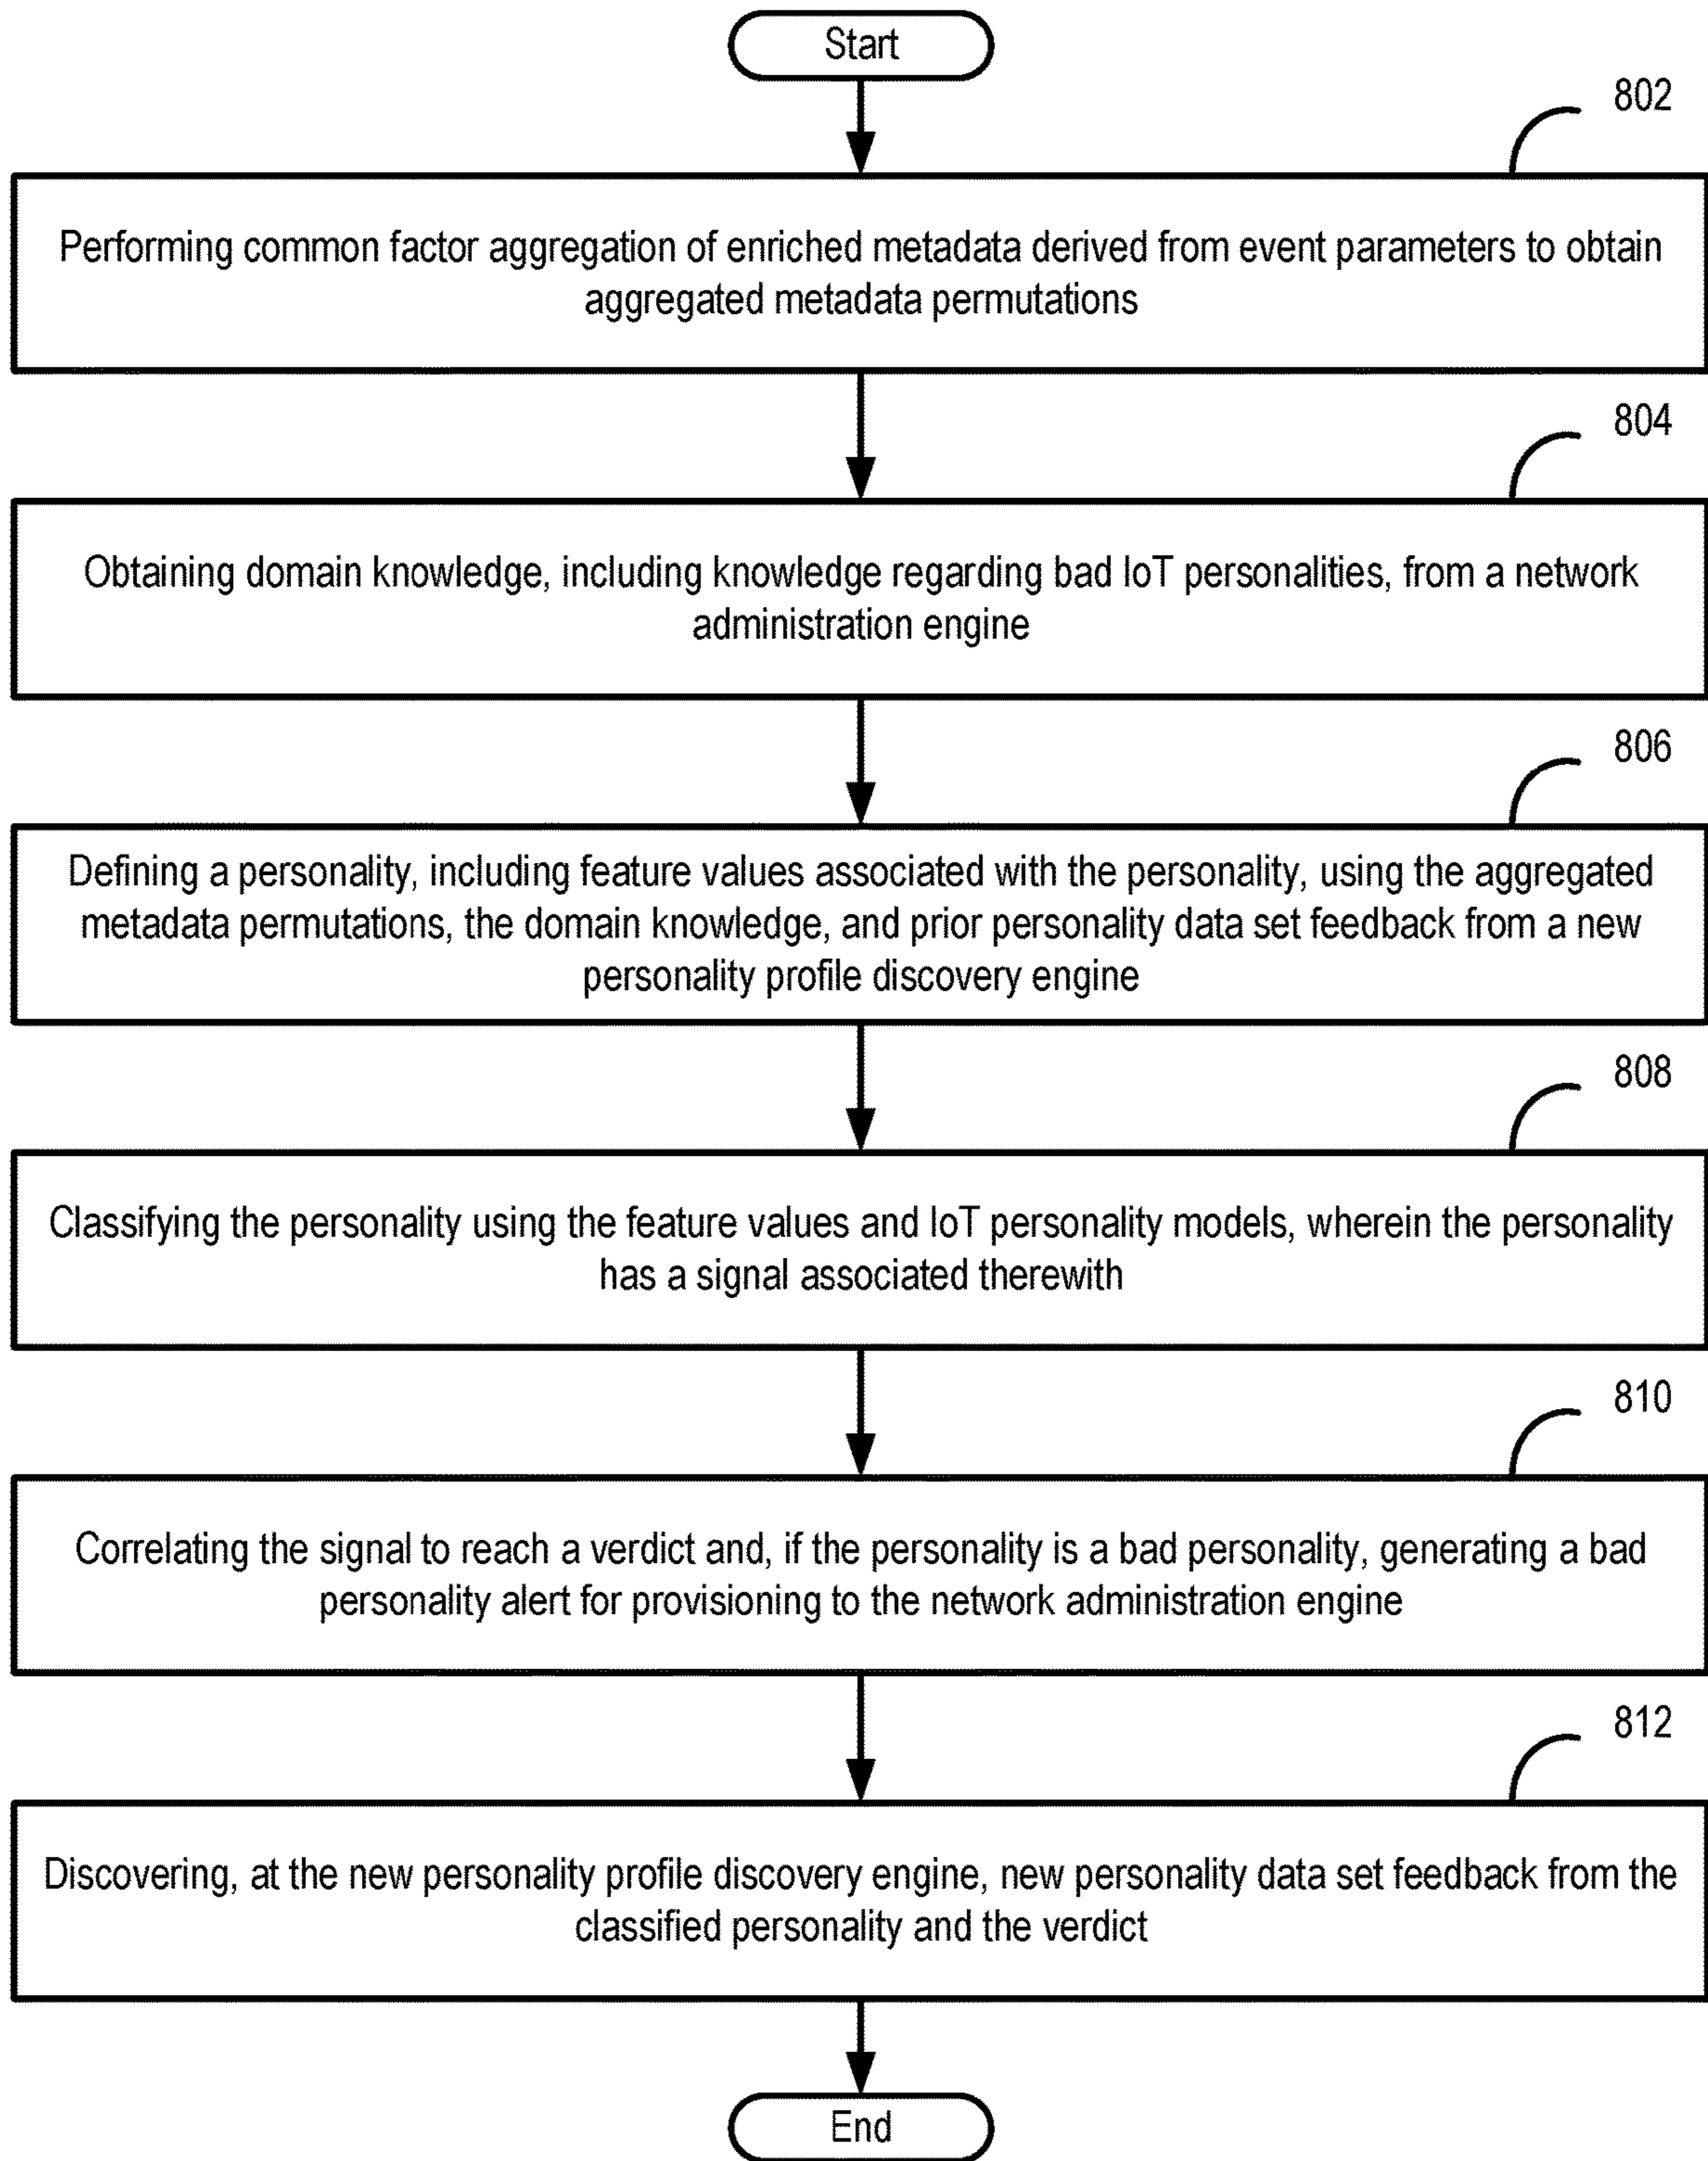 Start
802
Performing common factor aggregation of enriched metadata derived from event parameters to obtain
aggregated metadata permutations
804
Obtaining domain knowledge, including knowledge regarding bad IoT personalities, from a network
administration engine
806
Defining a personality, including feature values associated with the personality, using the aggregated
metadata permutations, the domain knowledge, and prior personality data set feedback from a new
personality profile discovery engine
808
Classifying the personality using the feature values and IoT personality models, wherein the personality
has a signal associated therewith
810
Correlating the signal to reach a verdict and, if the personality is a bad personality, generating a bad
personality alert for provisioning to the network administration engine
812
Discovering, at the new personality profile discovery engine, new personality data set feedback from the
classified personality and the verdict
End